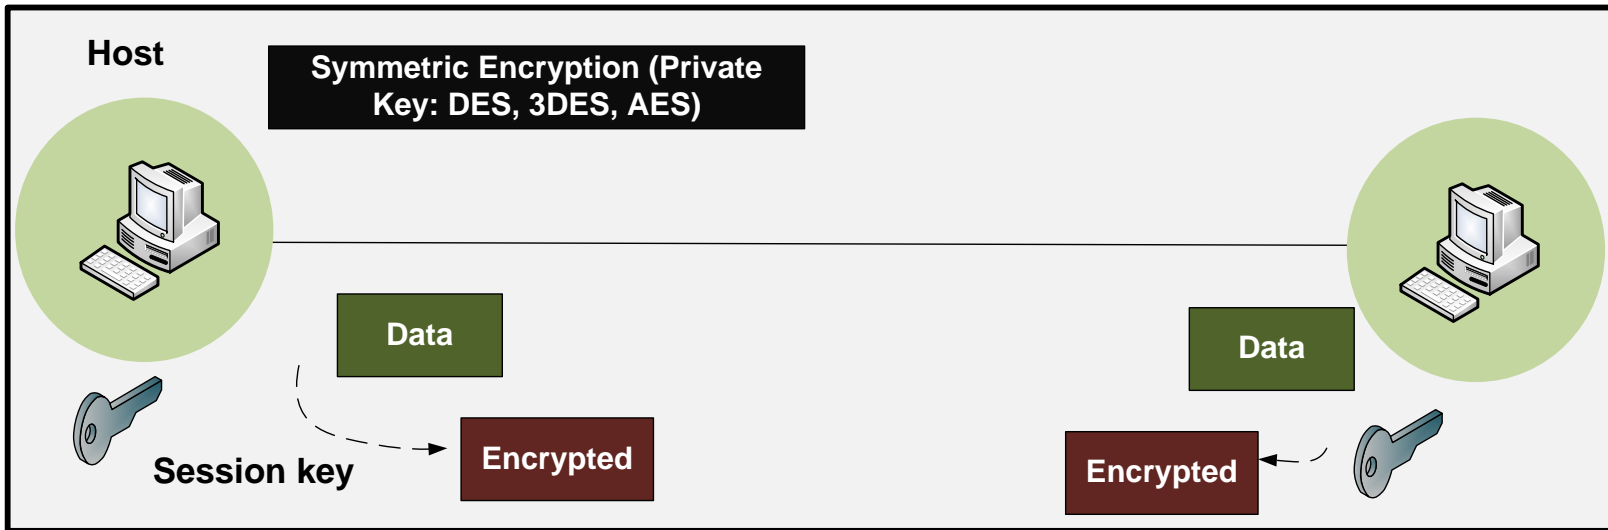 Host
Symmetric Encryption (Private
Key: DES, 3DES, AES)
Data
Data
Encrypted
Encrypted
Session key